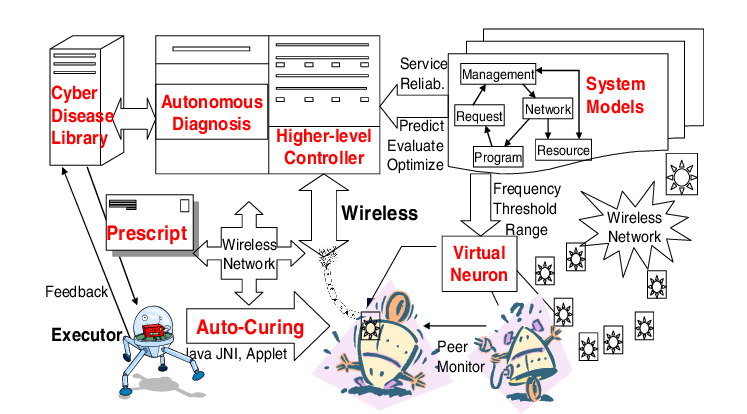 Cyber
Disease
Library
Autonomous
Diagnosis
Higher-level
Controller
Service
Reliab.
Predict
Evaluate
Optimize
Management
Network
Request
Program
Resource
System
Models
Prescript
Wireless
Network
Wireless
Frequency
Threshold
Range
Wireless
Network
Virtual
Neuron
Feedback
Executor
Auto-Curing
Java JNI, Applet
Peer
Monitor